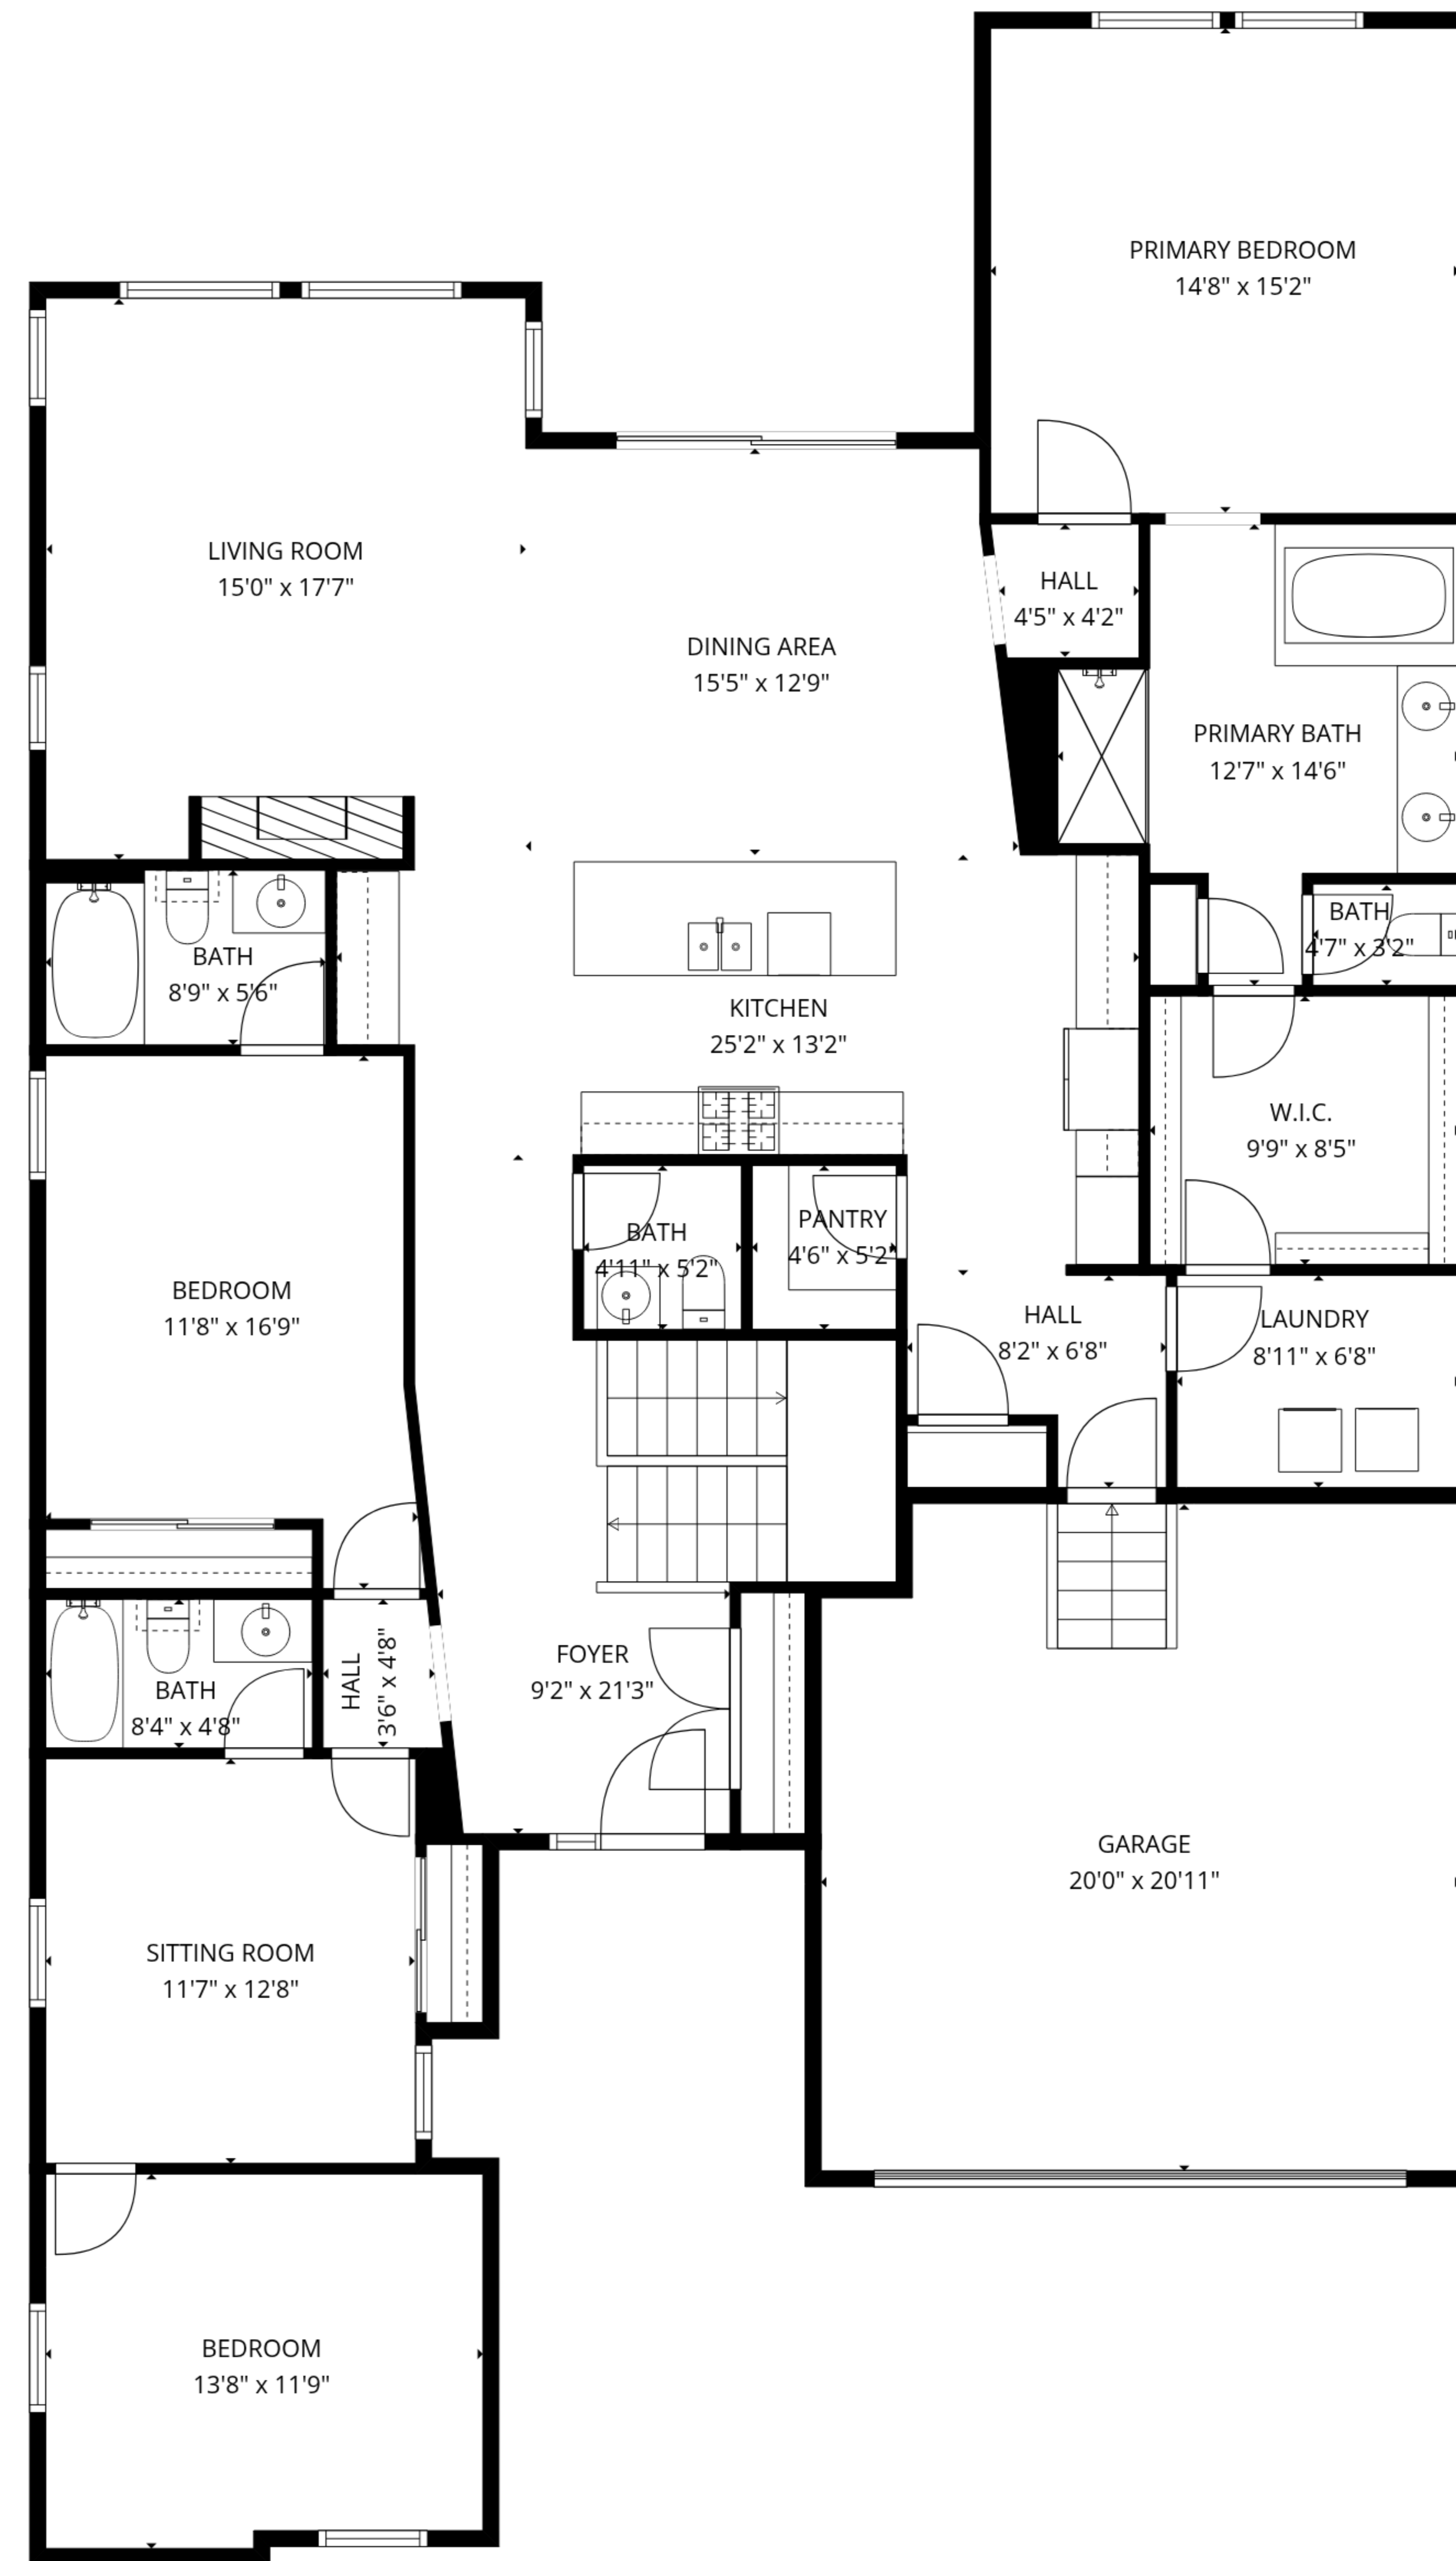 PRIMARY BEDROOM
14'8" x 15'2"
LIVING ROOM
15'0" x 17'7"
HALL
4'5" x 4'2"
DINING AREA
15'5" x 12'9"
PRIMARY BATH
12'7" x 14'6"
BATH
4'7" x 3'2"
BATH
8'9" x 5'6"
KITCHEN
25'2" x 13'2"
W.I.C.
9'9" x 8'5"
BATH
4'11" x 5'2"
PANTRY
4'6" x 5'2"
BEDROOM
11'8" x 16'9"
HALL
8'2" x 6'8"
LAUNDRY
8'11" x 6'8"
FOYER
9'2" x 21'3"
HALL
3'6" x 4'8"
BATH
8'4" x 4'8"
GARAGE
20'0" x 20'11"
SITTING ROOM
11'7" x 12'8"
BEDROOM
13'8" x 11'9"